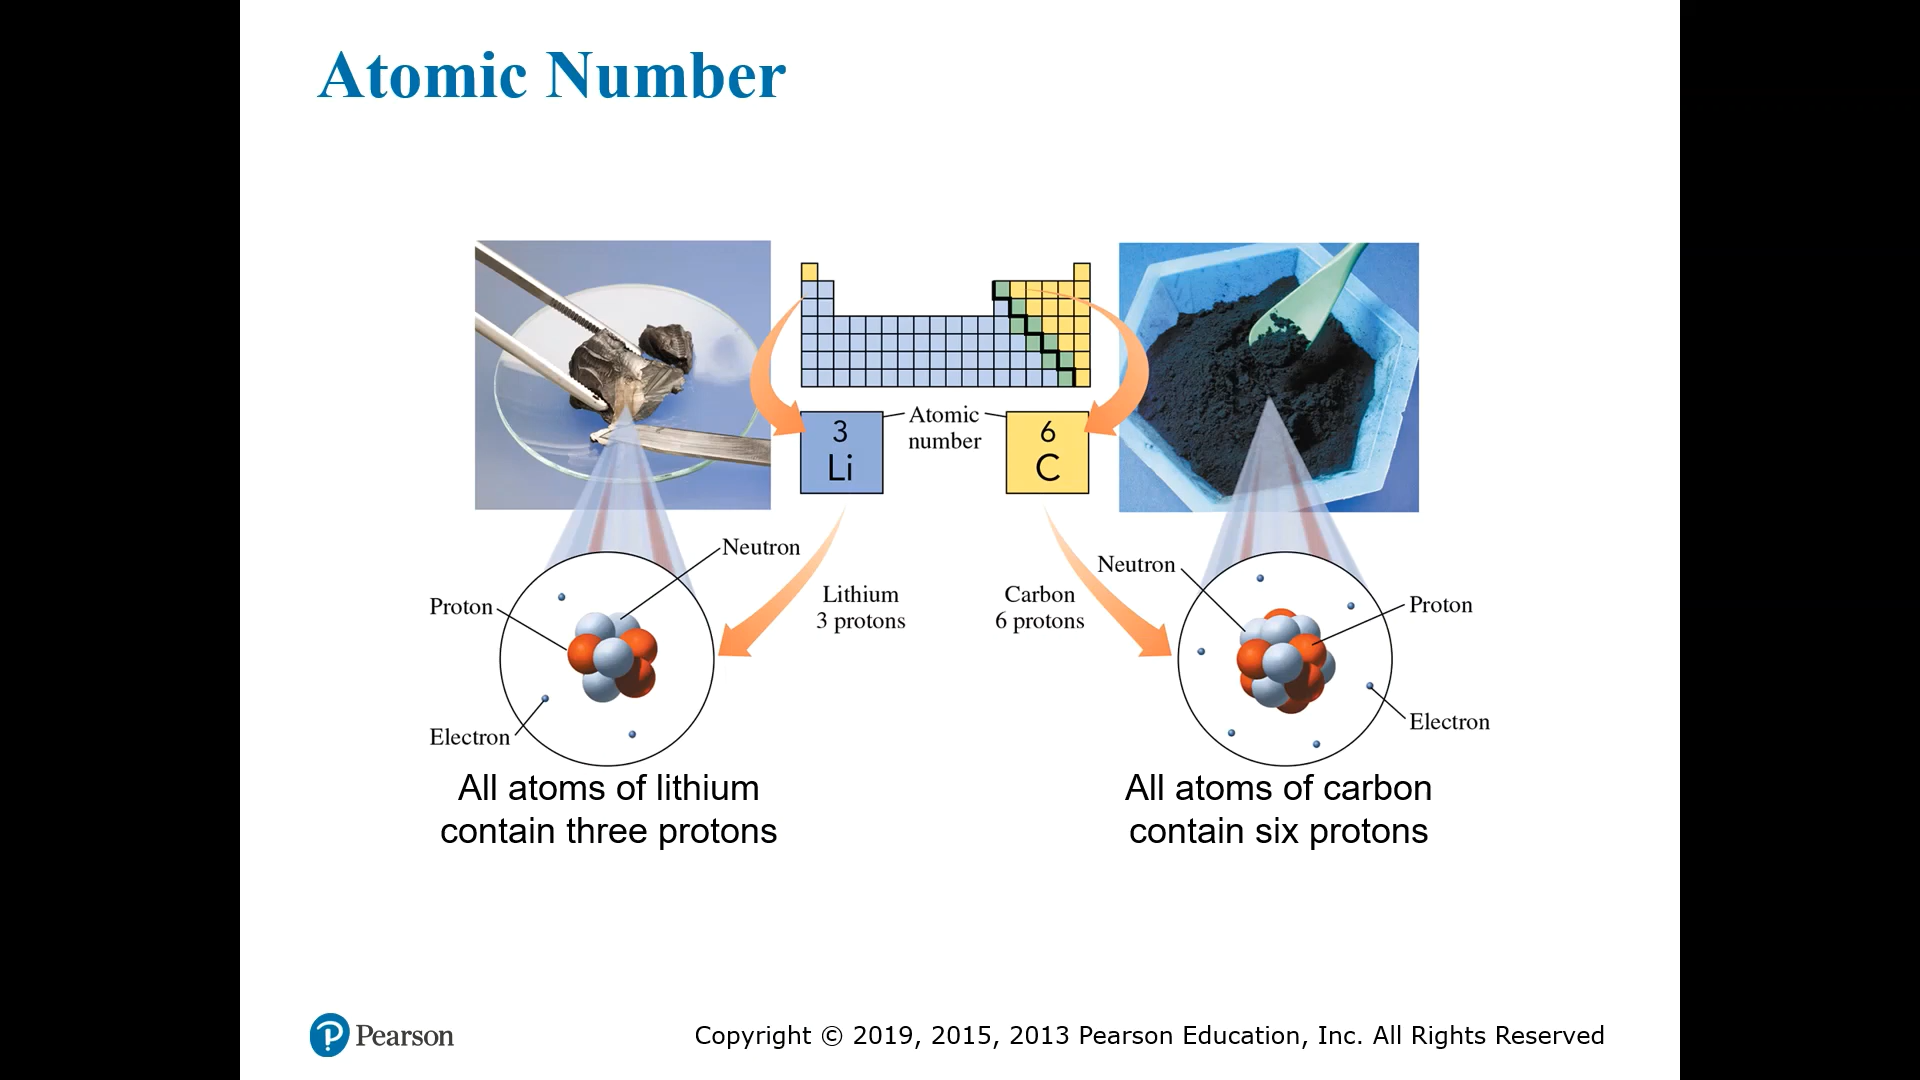 Atomic Number
Atomic
number
3
Li
6
C
Neutron
Proton
Electron
Lithium
3 protons
Carbon
6 protons
Neutron
Proton
Electron
All atoms of lithium
contain three protons
All atoms of carbon
contain six protons
P Pearson
Copyright © 2019, 2015, 2013 Pearson Education, Inc. All Rights Reserved